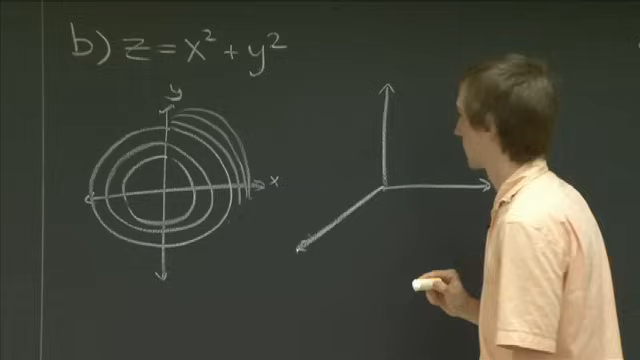 b) z = x² + y²
y
x